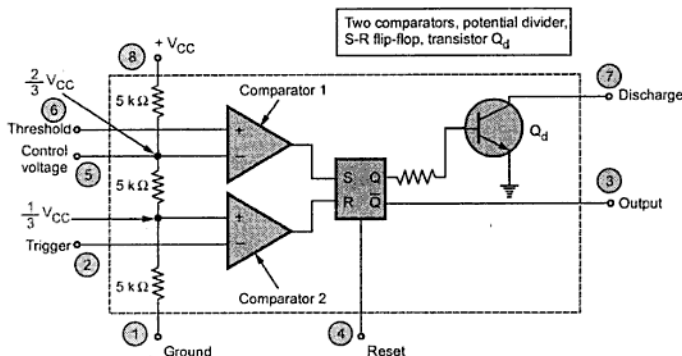 Two comparators, potential divider,
S-R flip-flop, transistor Qd
8
+ VCC
7
Discharge
2/3 VCC
6
5 kΩ
Comparator 1
Threshold
+
Qd
Control
voltage
−
5
5 kΩ
S Q
R Q̅
3
Output
1/3 VCC
+
Trigger
−
2
5 kΩ
Comparator 2
1
Ground
4
Reset